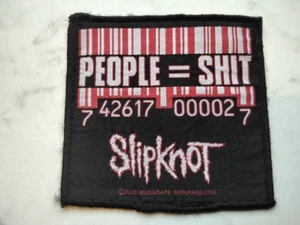 PEOPLE = SHIT
7 42617 00002 7
SLIPKNOT